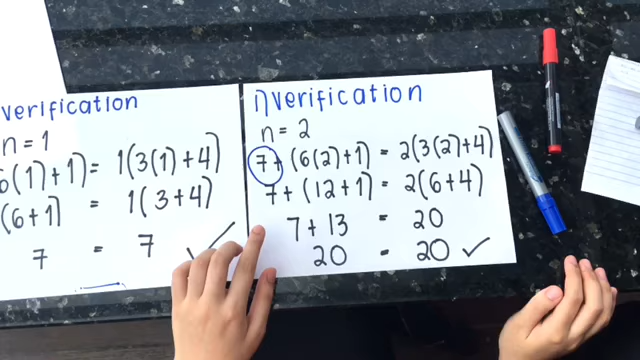 verification
n = 1
6(1)+1) = 1(3(1)+4)
(6+1) = 1(3+4)
7 = 7 ✓
1) verification
n = 2
7+ (6(2)+1) = 2(3(2)+4)
7 + (12+1) = 2(6+4)
7 + 13 = 20
20 = 20 ✓